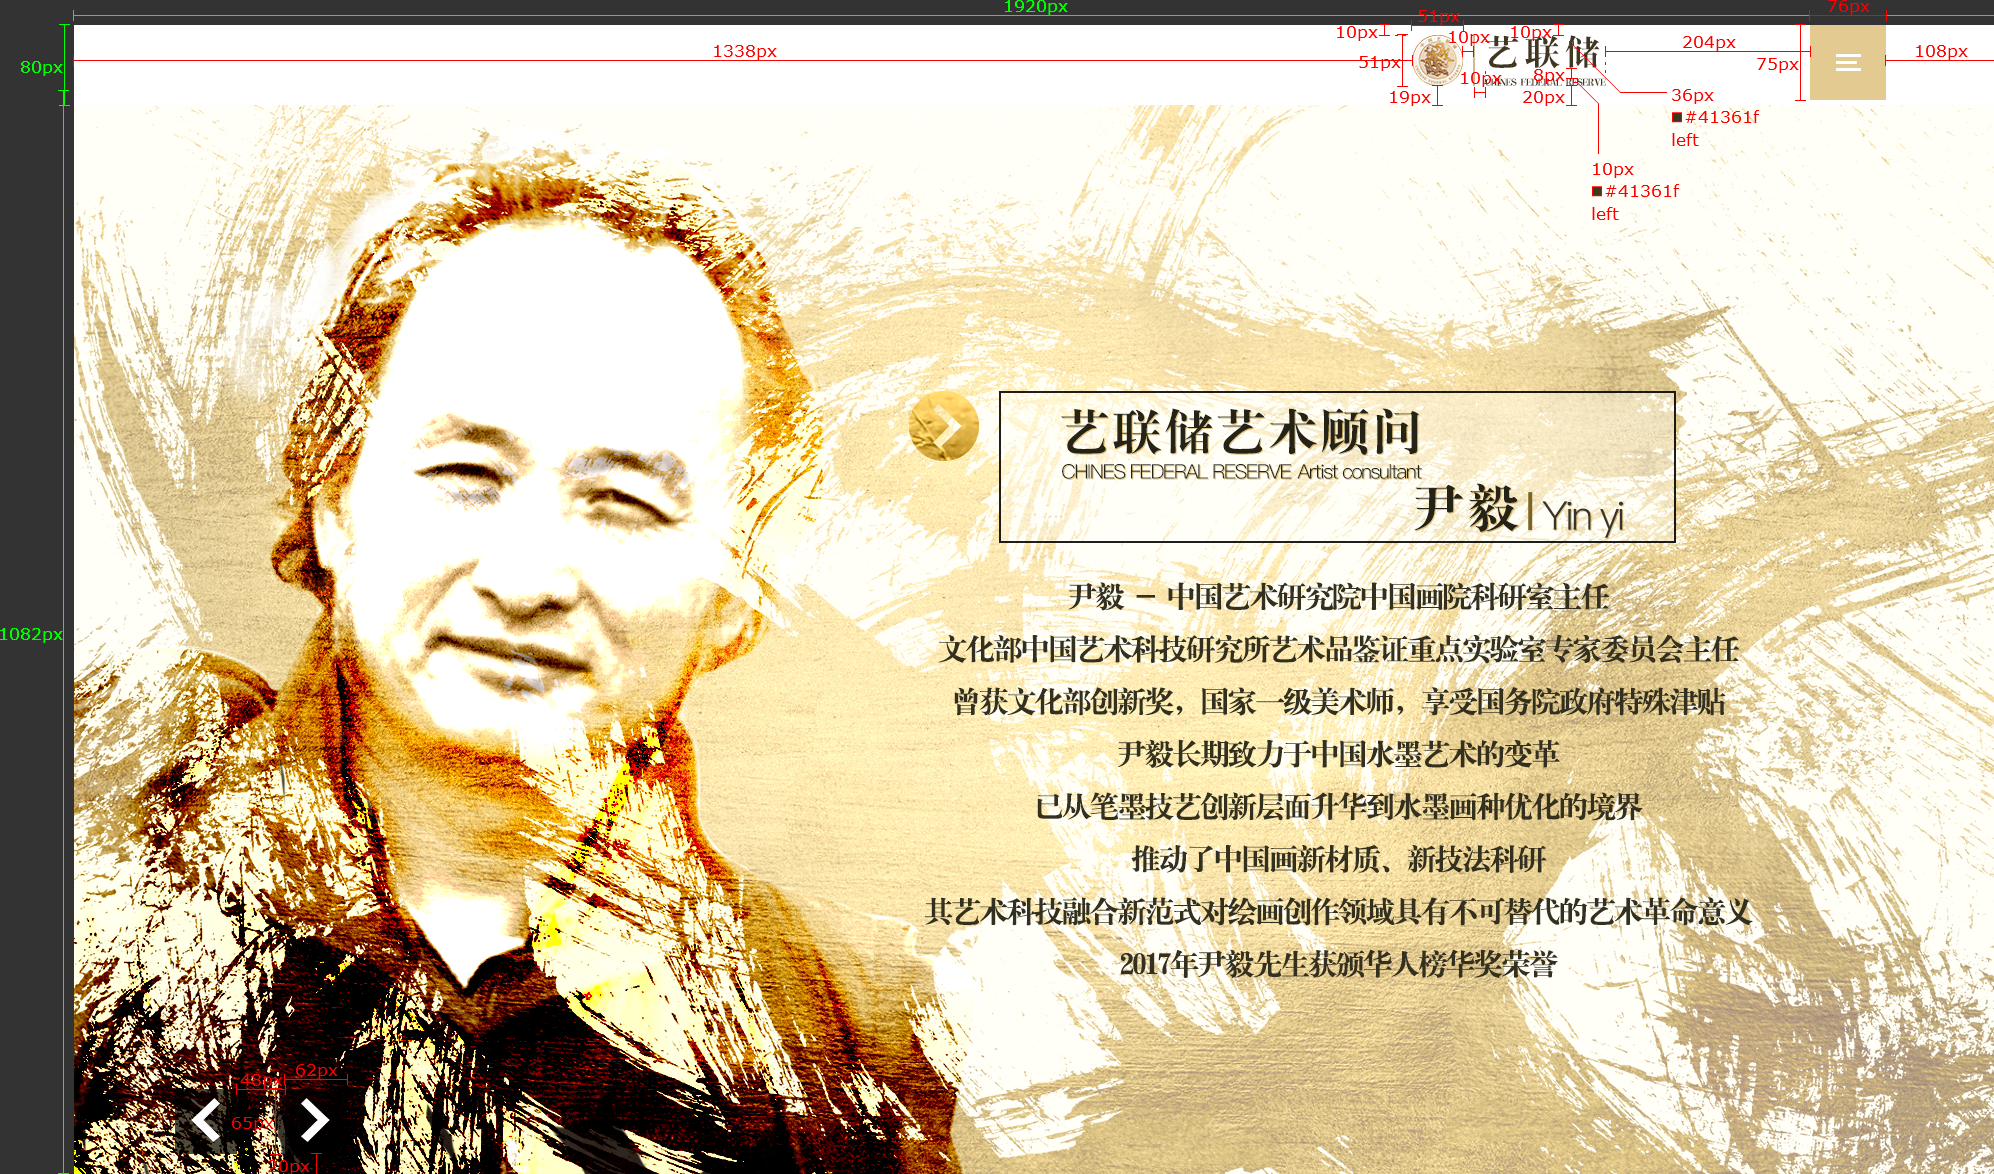 1920px
76px
51px
10px
10px
10px
艺联储
204px
108px
1338px
80px
51px
75px
10px
8px
CHINES FEDERAL RESERVE
19px
20px
36px
#41361f
left
10px
#41361f
left
艺联储艺术顾问
CHINES FEDERAL RESERVE Artist consultant
尹毅|Yin yi
尹毅 － 中国艺术研究院中国画院科研室主任
1082px
文化部中国艺术科技研究所艺术品鉴证重点实验室专家委员会主任
曾获文化部创新奖，国家一级美术师，享受国务院政府特殊津贴
尹毅长期致力于中国水墨艺术的变革
已从笔墨技艺创新层面升华到水墨画种优化的境界
推动了中国画新材质、新技法科研
其艺术科技融合新范式对绘画创作领域具有不可替代的艺术革命意义
2017年尹毅先生获颁华人榜华奖荣誉
62px
48px
65px